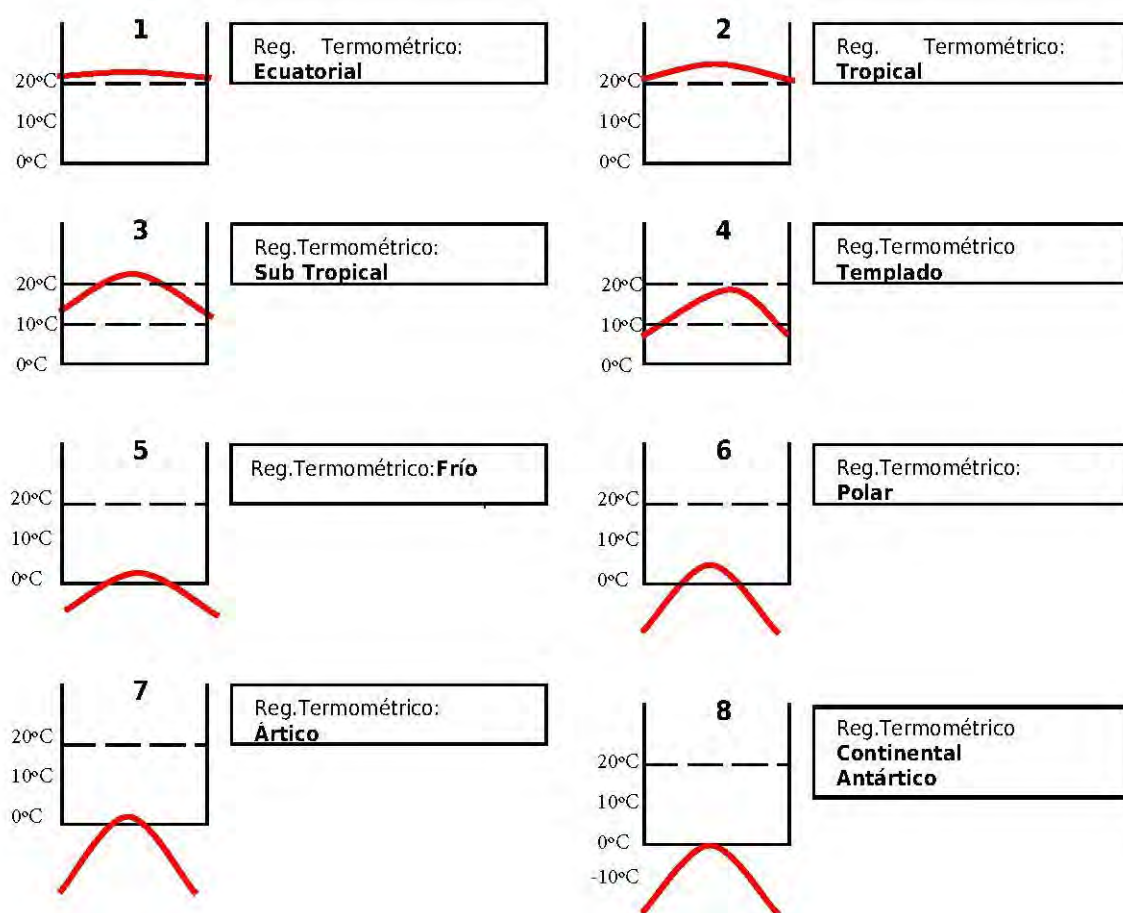 1
Reg. Termométrico:
Ecuatorial
20ºC
10ºC
0ºC
2
Reg. Termométrico:
Tropical
20ºC
10ºC
0ºC
3
Reg.Termométrico:
Sub Tropical
20ºC
10ºC
0ºC
4
Reg.Termométrico
Templado
20ºC
10ºC
0ºC
5
Reg.Termométrico:Frío
20ºC
10ºC
0ºC
6
Reg.Termométrico:
Polar
20ºC
10ºC
0ºC
7
Reg.Termométrico:
Ártico
20ºC
10ºC
0ºC
8
Reg.Termométrico
Continental
Antártico
20ºC
10ºC
0ºC
-10ºC